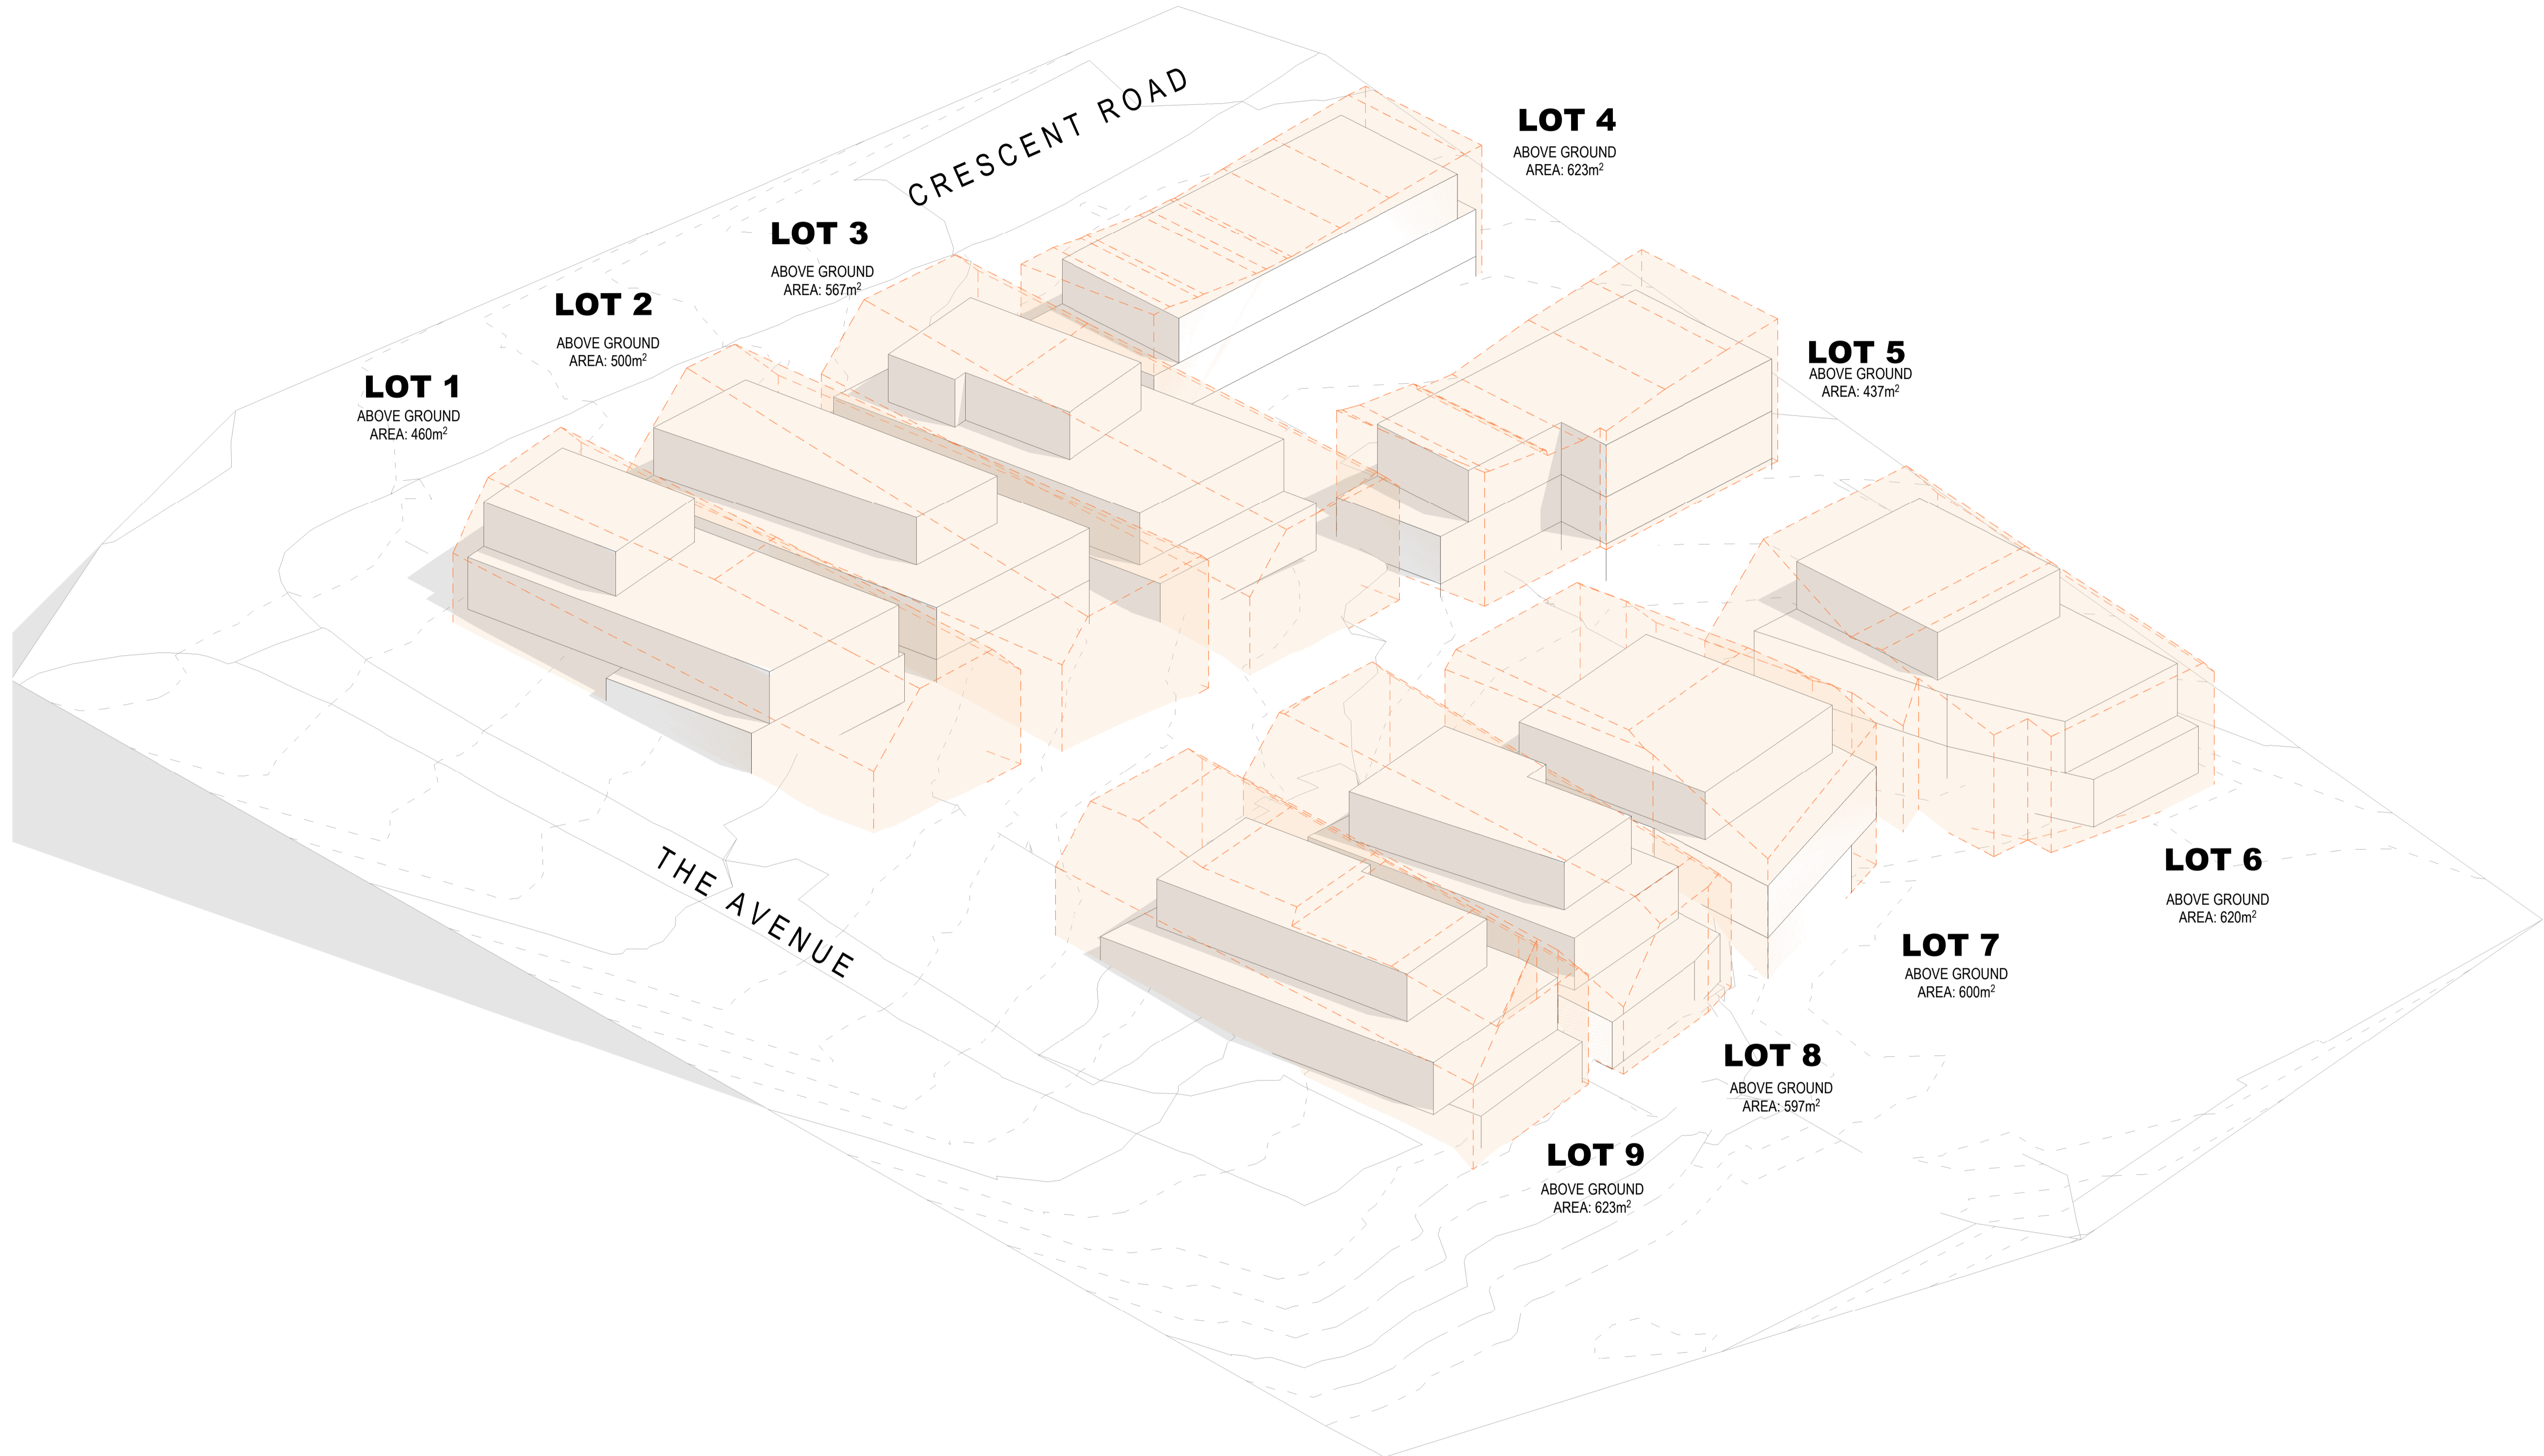 CRESCENT ROAD
LOT 4
ABOVE GROUND
AREA: 623m²
LOT 3
ABOVE GROUND
AREA: 567m²
LOT 2
ABOVE GROUND
AREA: 500m²
LOT 1
ABOVE GROUND
AREA: 460m²
LOT 5
ABOVE GROUND
AREA: 437m²
THE AVENUE
LOT 6
ABOVE GROUND
AREA: 620m²
LOT 7
ABOVE GROUND
AREA: 600m²
LOT 8
ABOVE GROUND
AREA: 597m²
LOT 9
ABOVE GROUND
AREA: 623m²